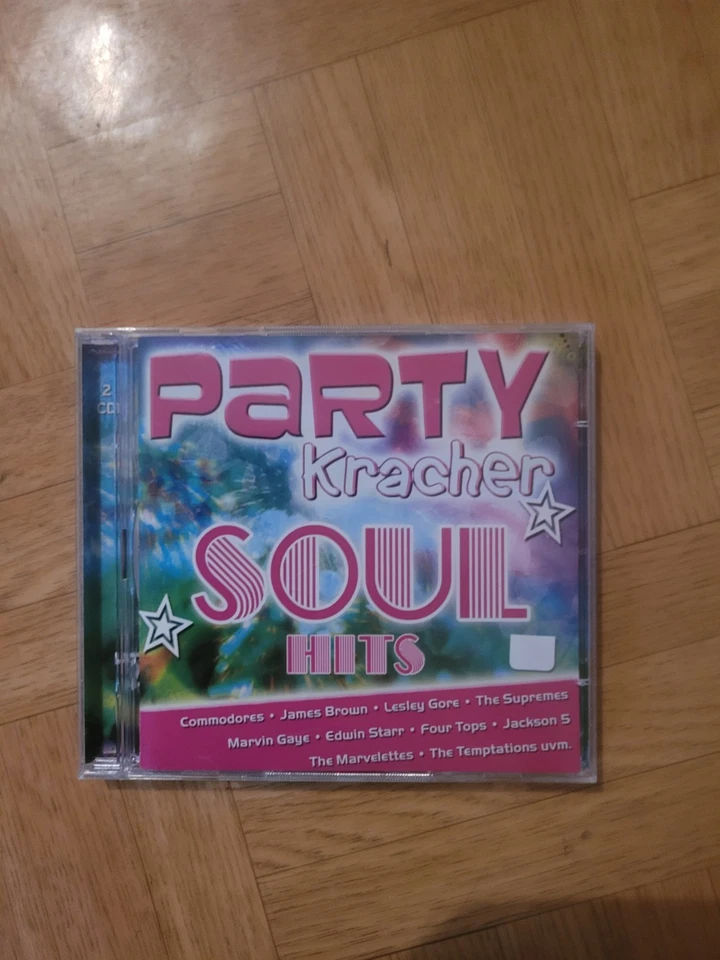 2
CD
PaRTY
Kracher
SOUL
HITS
Commodores • James Brown • Lesley Gore • The Supremes
Marvin Gaye • Edwin Starr • Four Tops • Jackson 5
The Marvelettes • The Temptations uvm.